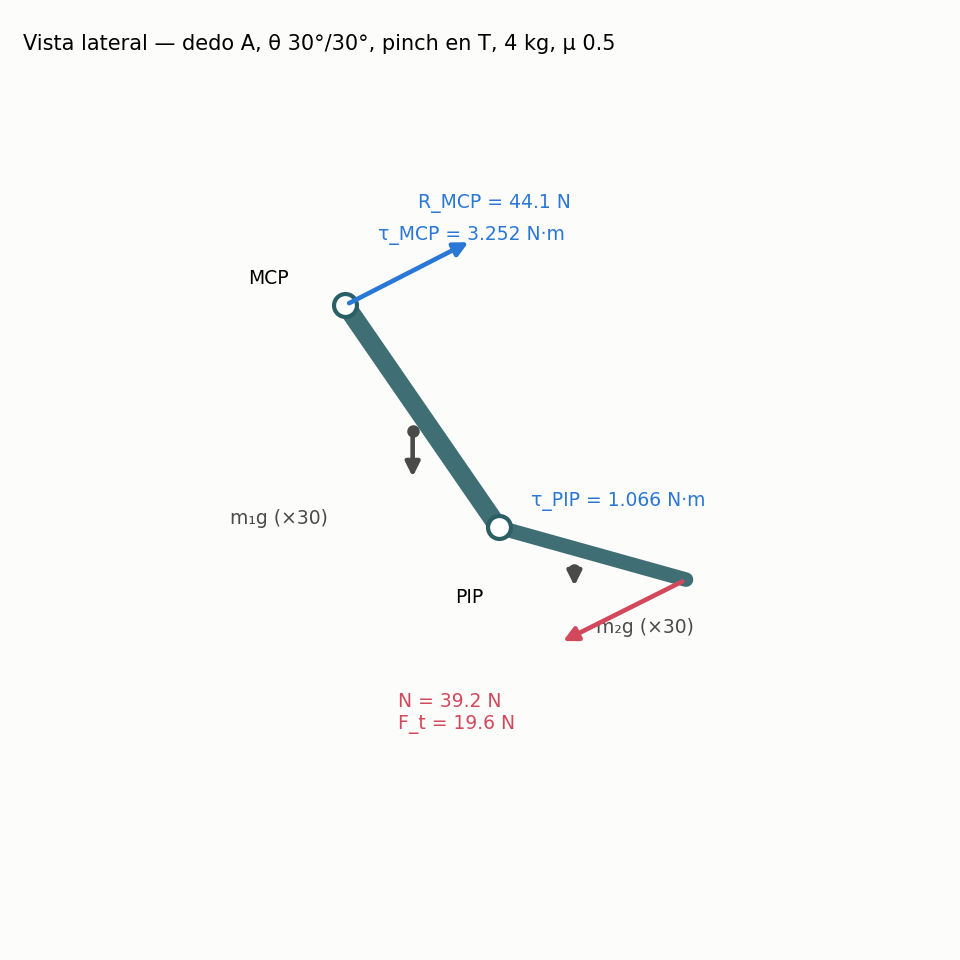 Vista lateral — dedo A, θ 30°/30°, pinch en T, 4 kg, μ 0.5
R_MCP = 44.1 N
τ_MCP = 3.252 N·m
MCP
τ_PIP = 1.066 N·m
m₁g (×30)
PIP
m₂g (×30)
N = 39.2 N
F_t = 19.6 N